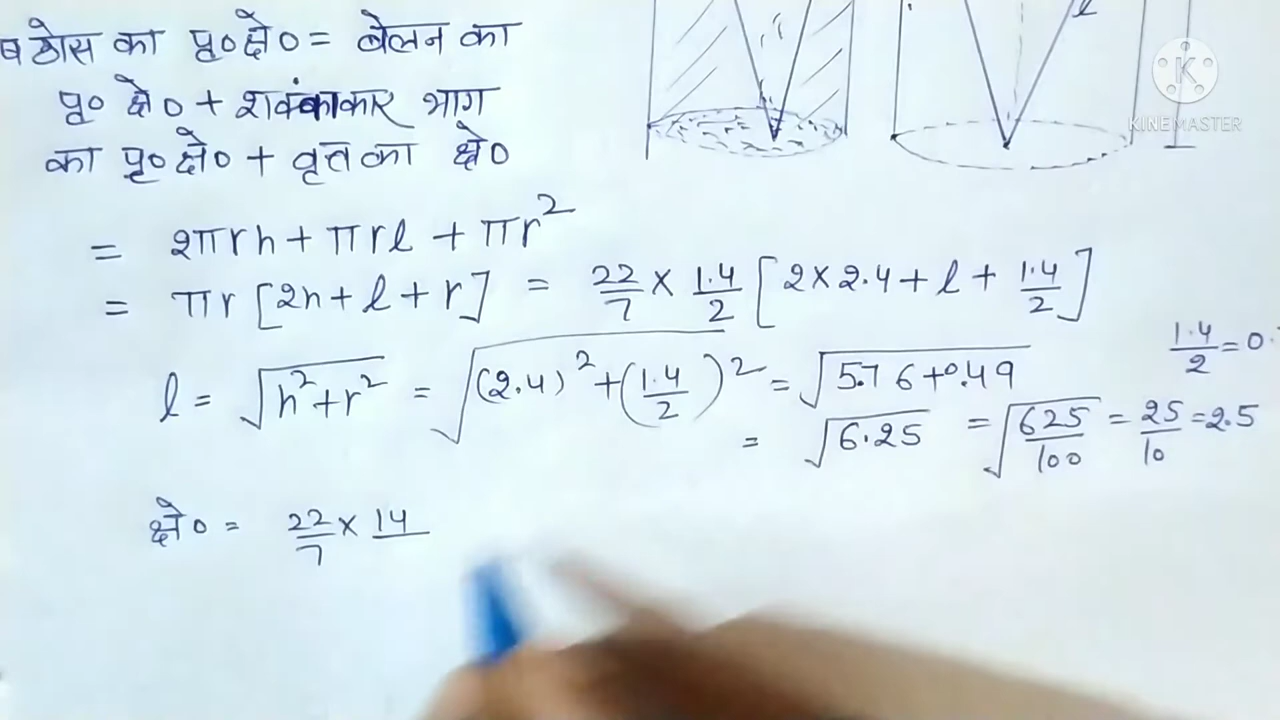 ब ठोस का पृ० क्षे० = बेलन का
पृ० क्षे० + शक्वंकाकार भाग
का पृ० क्षे० + वृत्त का क्षे०
= 2πrh + πrl + πr²
= πr [2h + l + r] = 22/7 × 1.4/2 [2 × 2.4 + l + 1.4/2]
1.4/2 = 0.
l = √(h² + r²) = √((2.4)² + (1.4/2)²) = √(5.76 + 0.49)
= √6.25 = √(625/100) = 25/10 = 2.5
क्षे० = 22/7 × 14
l
KINEMASTER